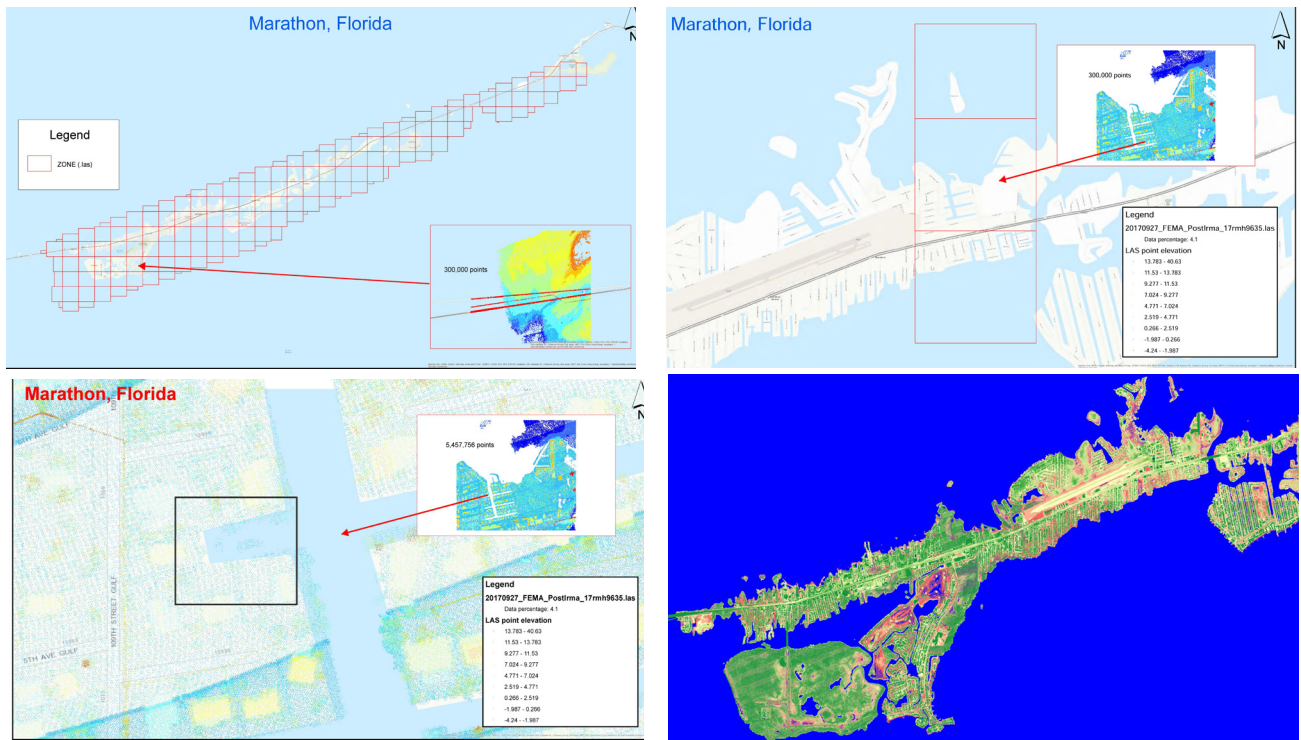 Marathon, Florida
N
Legend
ZONE (.las)
300,000 points
Marathon, Florida
N
300,000 points
Legend
20170927_FEMA_PostIrma_17rmh9635.las
Data percentage: 4.1
LAS point elevation
13.783 - 40.63
11.53 - 13.783
9.277 - 11.53
7.024 - 9.277
4.771 - 7.024
2.519 - 4.771
0.266 - 2.519
-1.987 - 0.266
-4.24 - -1.987
Marathon, Florida
N
5,457,756 points
109TH STREET GULF
5TH AVE GULF
Legend
20170927_FEMA_PostIrma_17rmh9635.las
Data percentage: 4.1
LAS point elevation
13.783 - 40.63
11.53 - 13.783
9.277 - 11.53
7.024 - 9.277
4.771 - 7.024
2.519 - 4.771
0.266 - 2.519
-1.987 - 0.266
-4.24 - -1.987